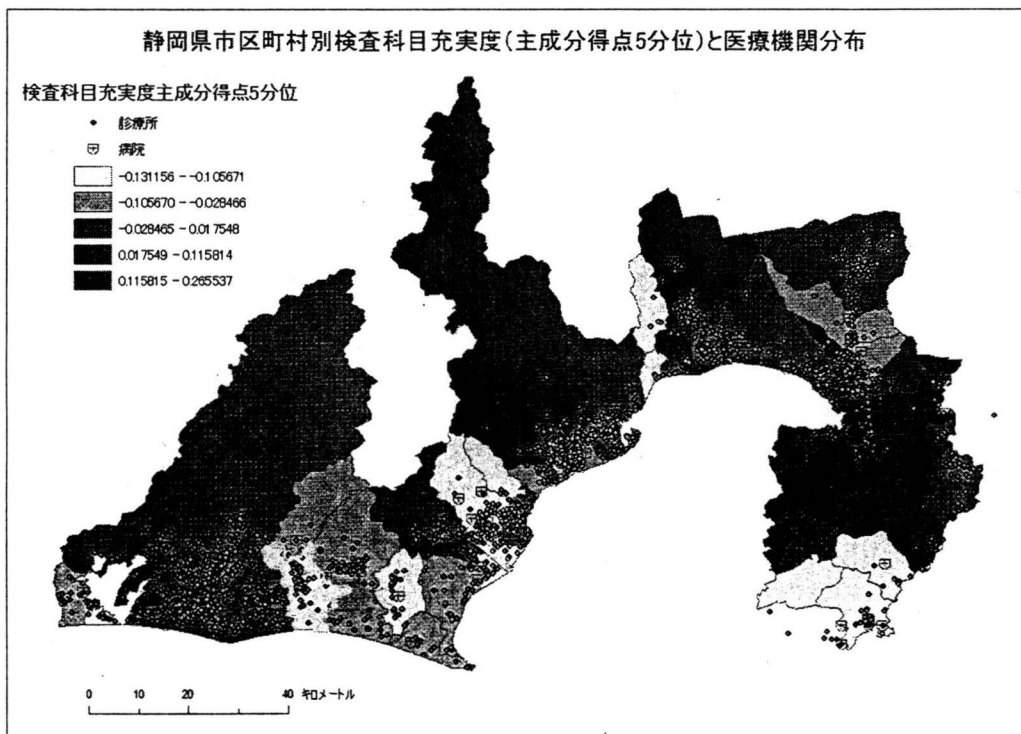 静岡県市区町村別検査科目充実度(主成分得点5分位)と医療機関分布
検査科目充実度主成分得点5分位
診療所
病院
-0.131156 - -0.105671
-0.105670 - -0.028466
-0.028465 - 0.017548
0.017549 - 0.115814
0.115815 - 0.265537
0 10 20 40 キロメートル